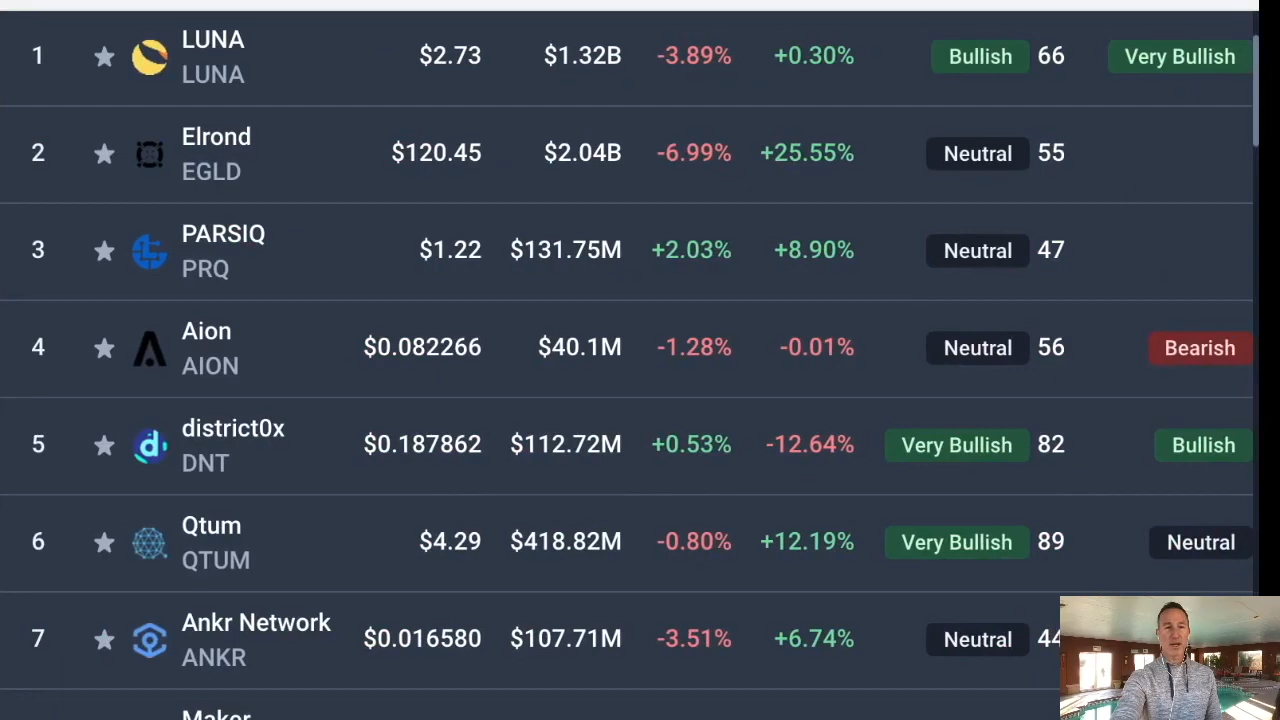 1 LUNA LUNA $2.73 $1.32B -3.89% +0.30% Bullish 66 Very Bullish
2 Elrond EGLD $120.45 $2.04B -6.99% +25.55% Neutral 55
3 PARSIQ PRQ $1.22 $131.75M +2.03% +8.90% Neutral 47
4 Aion AION $0.082266 $40.1M -1.28% -0.01% Neutral 56 Bearish
5 district0x DNT $0.187862 $112.72M +0.53% -12.64% Very Bullish 82 Bullish
6 Qtum QTUM $4.29 $418.82M -0.80% +12.19% Very Bullish 89 Neutral
7 Ankr Network ANKR $0.016580 $107.71M -3.51% +6.74% Neutral 44
Maker